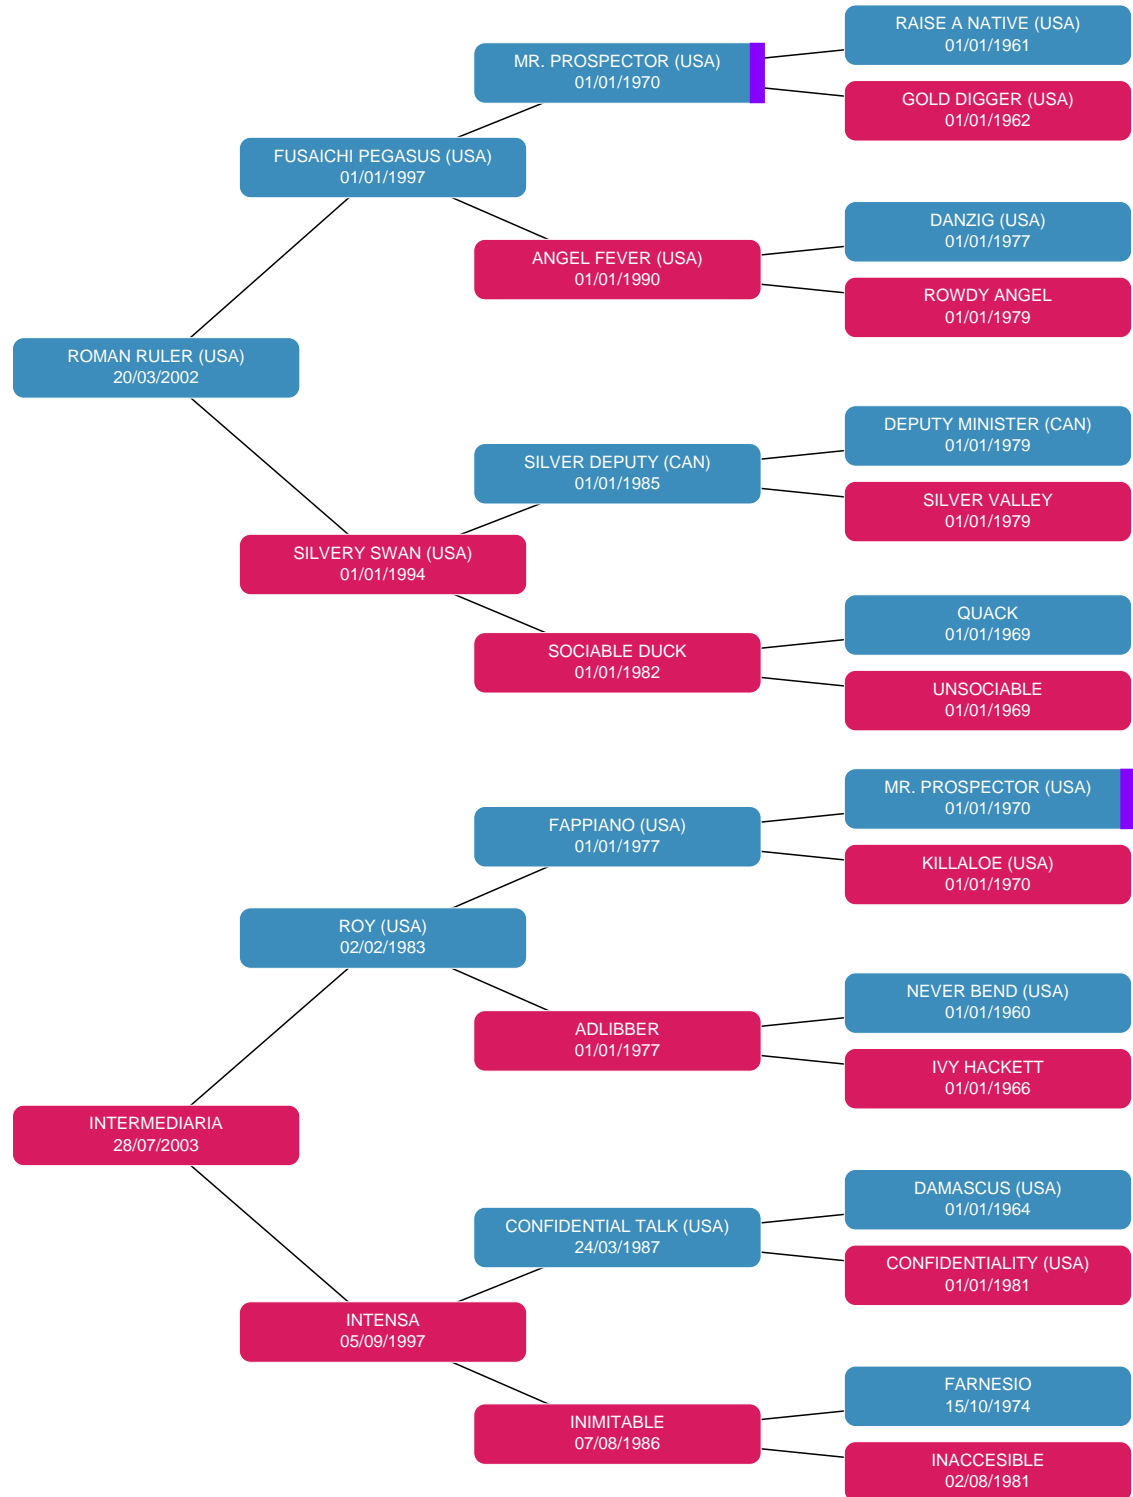 RAISE A NATIVE (USA)
01/01/1961
MR. PROSPECTOR (USA)
01/01/1970
GOLD DIGGER (USA)
01/01/1962
FUSAICHI PEGASUS (USA)
01/01/1997
DANZIG (USA)
01/01/1977
ANGEL FEVER (USA)
01/01/1990
ROWDY ANGEL
01/01/1979
ROMAN RULER (USA)
20/03/2002
DEPUTY MINISTER (CAN)
01/01/1979
SILVER DEPUTY (CAN)
01/01/1985
SILVER VALLEY
01/01/1979
SILVERY SWAN (USA)
01/01/1994
QUACK
01/01/1969
SOCIABLE DUCK
01/01/1982
UNSOCIABLE
01/01/1969
MR. PROSPECTOR (USA)
01/01/1970
FAPPIANO (USA)
01/01/1977
KILLALOE (USA)
01/01/1970
ROY (USA)
02/02/1983
NEVER BEND (USA)
01/01/1960
ADLIBBER
01/01/1977
IVY HACKETT
01/01/1966
INTERMEDIARIA
28/07/2003
DAMASCUS (USA)
01/01/1964
CONFIDENTIAL TALK (USA)
24/03/1987
CONFIDENTIALITY (USA)
01/01/1981
INTENSA
05/09/1997
FARNESIO
15/10/1974
INIMITABLE
07/08/1986
INACCESIBLE
02/08/1981